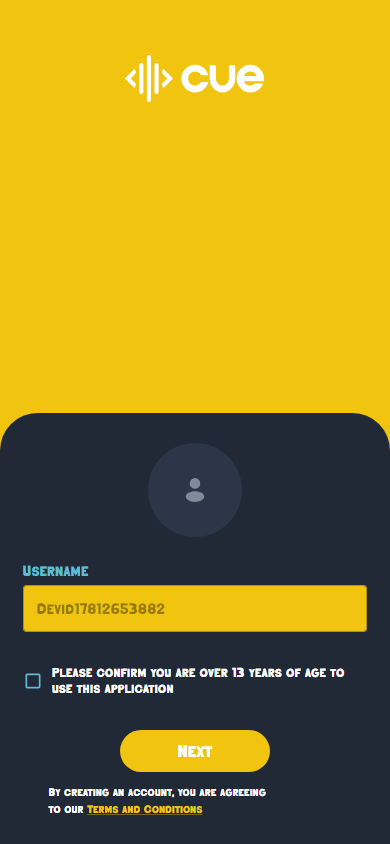 cue
Username
Devid17812653882
Please confirm you are over 13 years of age to
use this application
Next
By creating an account, you are agreeing
to our Terms and Conditions